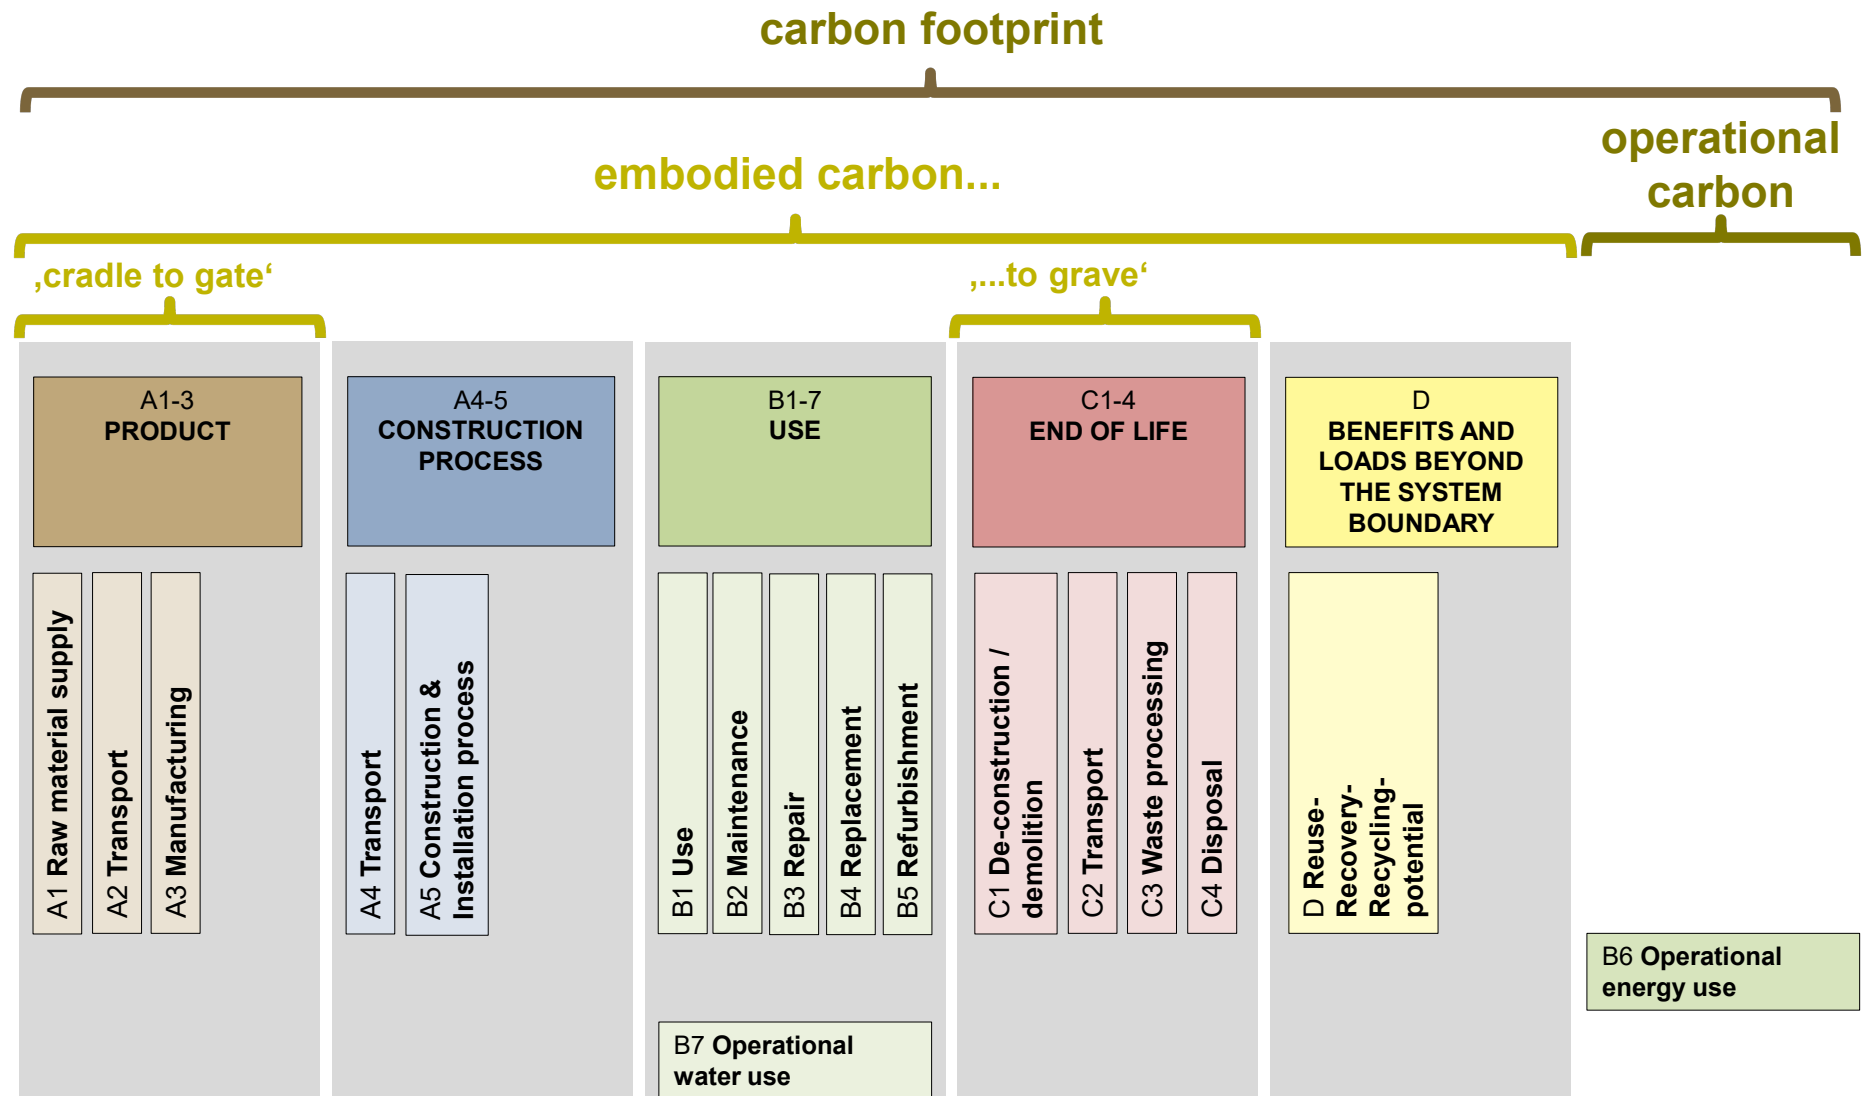 carbon footprint
operational
carbon
embodied carbon...
‚cradle to gate‘
‚...to grave‘
A1-3
PRODUCT
A4-5
CONSTRUCTION
PROCESS
B1-7
USE
C1-4
END OF LIFE
D
BENEFITS AND
LOADS BEYOND
THE SYSTEM
BOUNDARY
A1 Raw material supply
A2 Transport
A3 Manufacturing
A4 Transport
A5 Construction &
Installation process
B1 Use
B2 Maintenance
B3 Repair
B4 Replacement
B5 Refurbishment
C1 De-construction /
demolition
C2 Transport
C3 Waste processing
C4 Disposal
D Reuse-
Recovery-
Recycling-
potential
B6 Operational
energy use
B7 Operational
water use